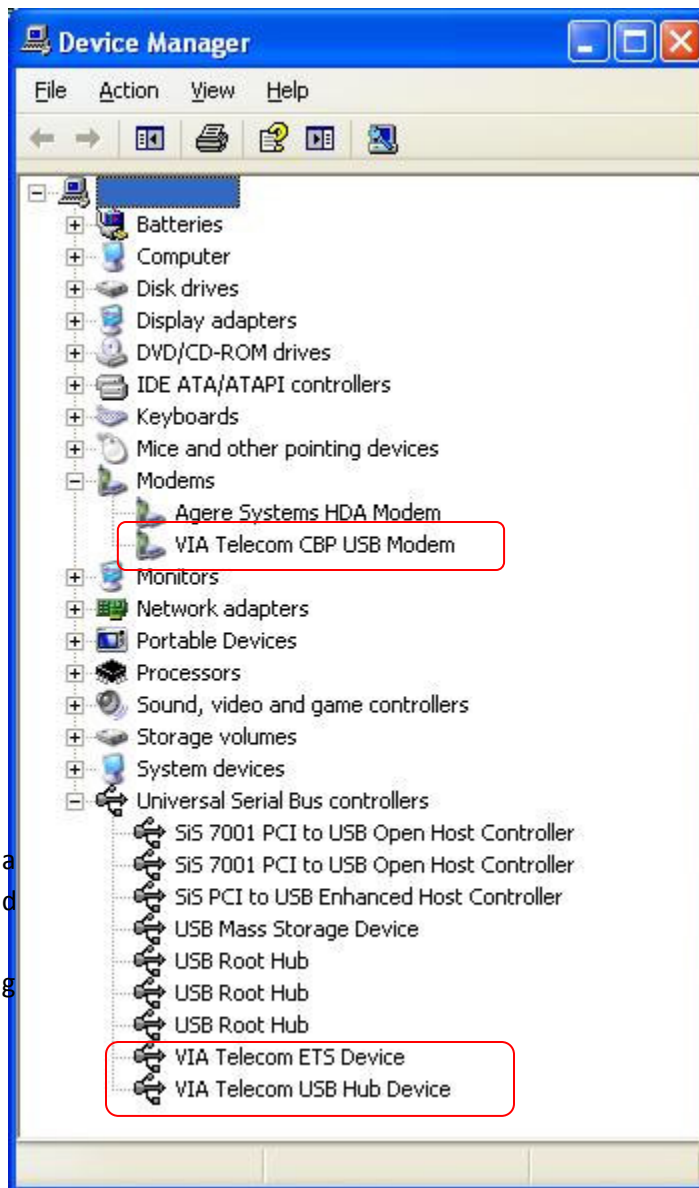 Device Manager
File Action View Help
Batteries
Computer
Disk drives
Display adapters
DVD/CD-ROM drives
IDE ATA/ATAPI controllers
Keyboards
Mice and other pointing devices
Modems
Agere Systems HDA Modem
VIA Telecom CBP USB Modem
Monitors
Network adapters
Portable Devices
Processors
Sound, video and game controllers
Storage volumes
System devices
Universal Serial Bus controllers
SiS 7001 PCI to USB Open Host Controller
a
SiS 7001 PCI to USB Open Host Controller
d
SiS PCI to USB Enhanced Host Controller
USB Mass Storage Device
USB Root Hub
g
USB Root Hub
USB Root Hub
VIA Telecom ETS Device
VIA Telecom USB Hub Device